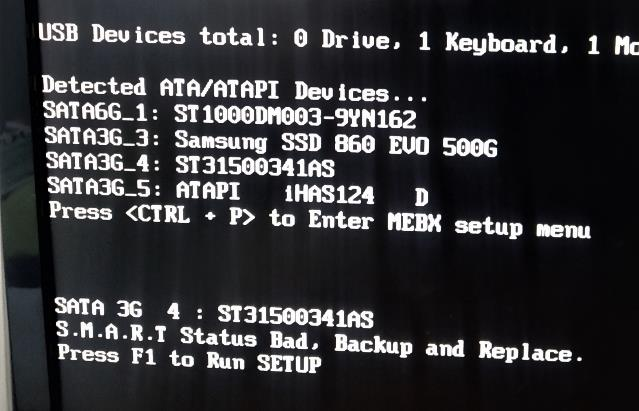 USB Devices total: 0 Drive, 1 Keyboard, 1
Detected ATA/ATAPI Devices...
SATA6G_1: ST1000DM003-9YN162
SATA3G_3: Samsung SSD 860 EVO 500G
SATA3G_4: ST31500341AS
SATA3G_5: ATAPI iHAS124 D
Press <CTRL + P> to Enter MEBX setup menu
SATA 3G 4 : ST31500341AS
S.M.A.R.T Status Bad, Backup and Replace.
Press F1 to Run SETUP